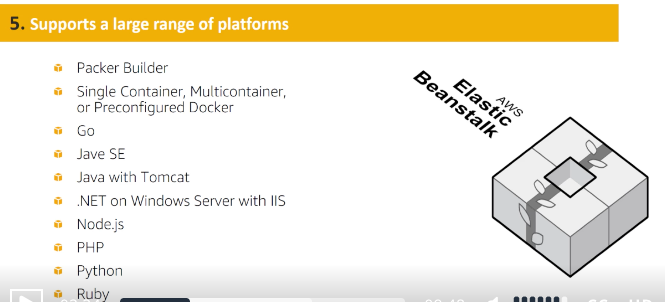 5. Supports a large range of platforms
Packer Builder
Single Container, Multicontainer,
or Preconfigured Docker
Go
Jave SE
Java with Tomcat
.NET on Windows Server with IIS
Node.js
PHP
Python
Ruby
AWS
Elastic
Beanstalk